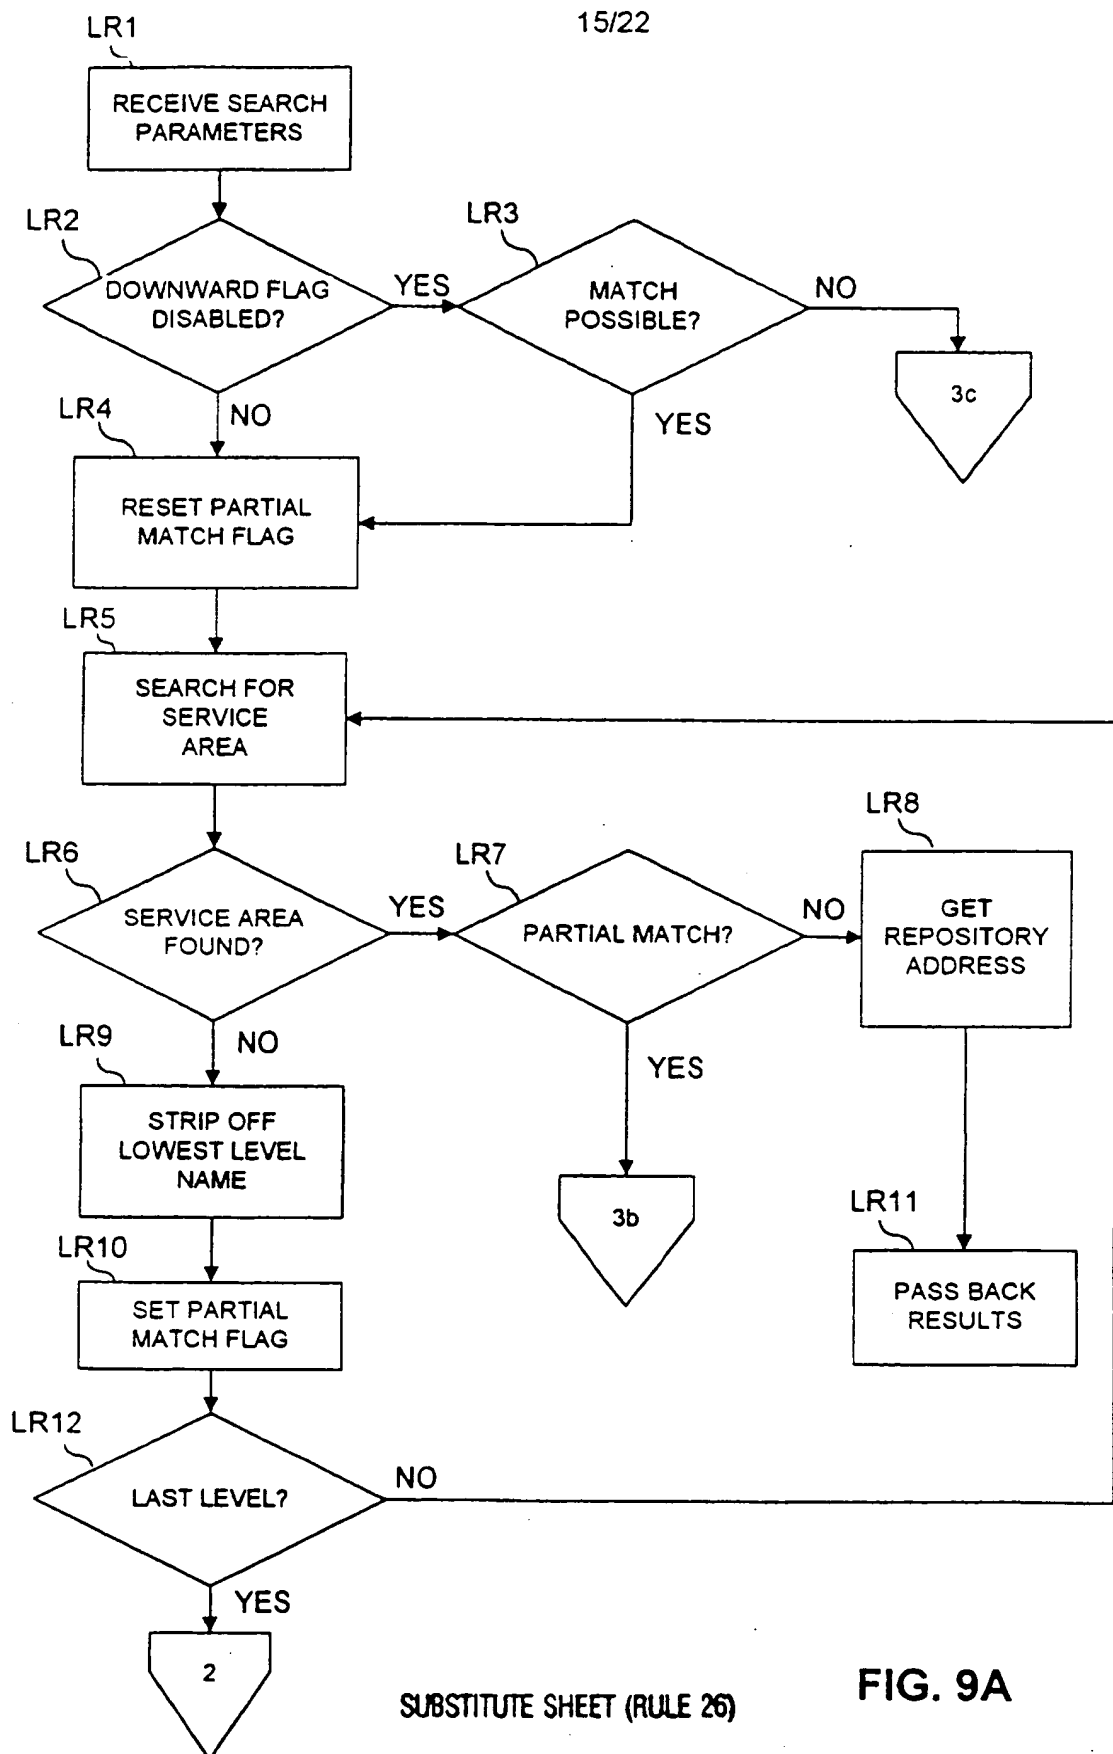 15/22
LR1
RECEIVE SEARCH
PARAMETERS
LR2
DOWNWARD FLAG
DISABLED?
YES
LR3
MATCH
POSSIBLE?
NO
3c
NO
YES
LR4
RESET PARTIAL
MATCH FLAG
LR5
SEARCH FOR
SERVICE
AREA
LR6
SERVICE AREA
FOUND?
YES
LR7
PARTIAL MATCH?
NO
LR8
GET
REPOSITORY
ADDRESS
NO
YES
LR9
STRIP OFF
LOWEST LEVEL
NAME
3b
LR11
PASS BACK
RESULTS
LR10
SET PARTIAL
MATCH FLAG
LR12
LAST LEVEL?
NO
YES
2
SUBSTITUTE SHEET (RULE 26)
FIG. 9A